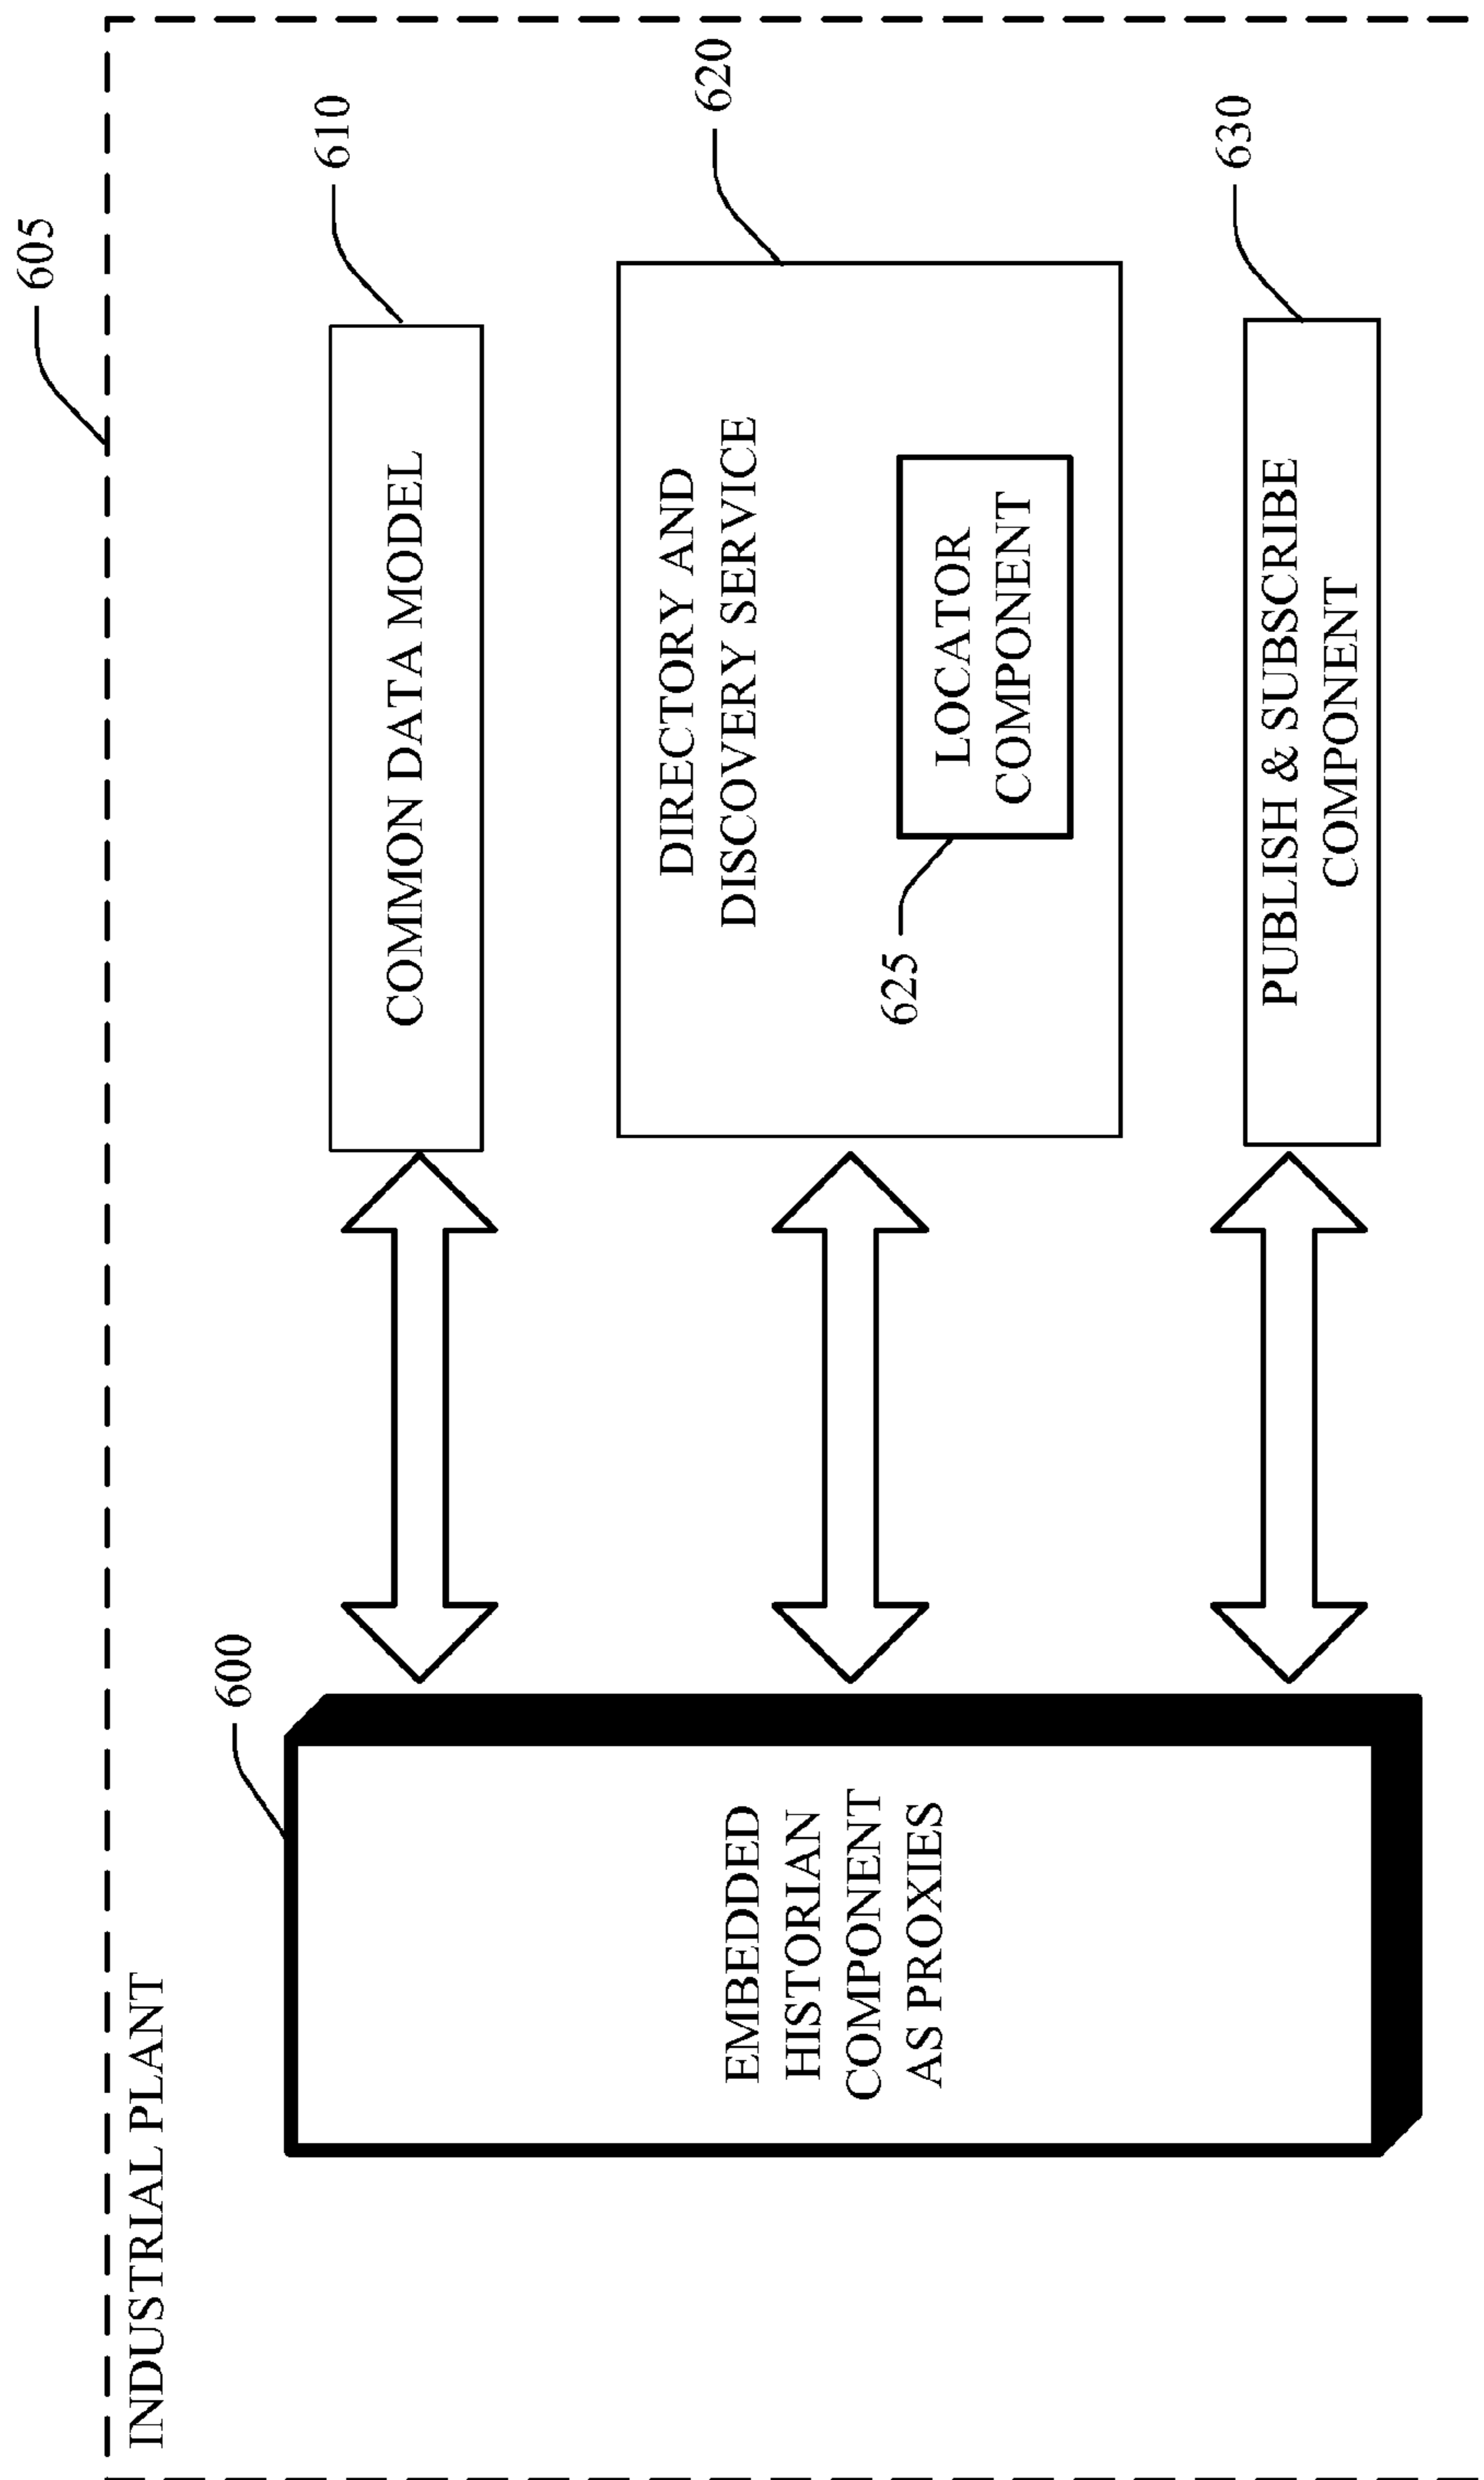 605
INDUSTRIAL PLANT
600
610
COMMON DATA MODEL
620
EMBEDDED
HISTORIAN
COMPONENT
AS PROXIES
DIRECTORY AND
DISCOVERY SERVICE
625
LOCATOR
COMPONENT
630
PUBLISH & SUBSCRIBE
COMPONENT